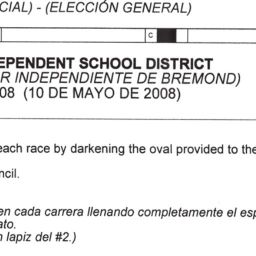 CIAL) - (ELECCIÓN GENERAL)
C
EPENDENT SCHOOL DISTRICT
R INDEPENDIENTE DE BREMOND)
08 (10 DE MAYO DE 2008)
each race by darkening the oval provided to the
ncil.
en cada carrera llenando completamente el esp
ato.
n lapiz del #2.)